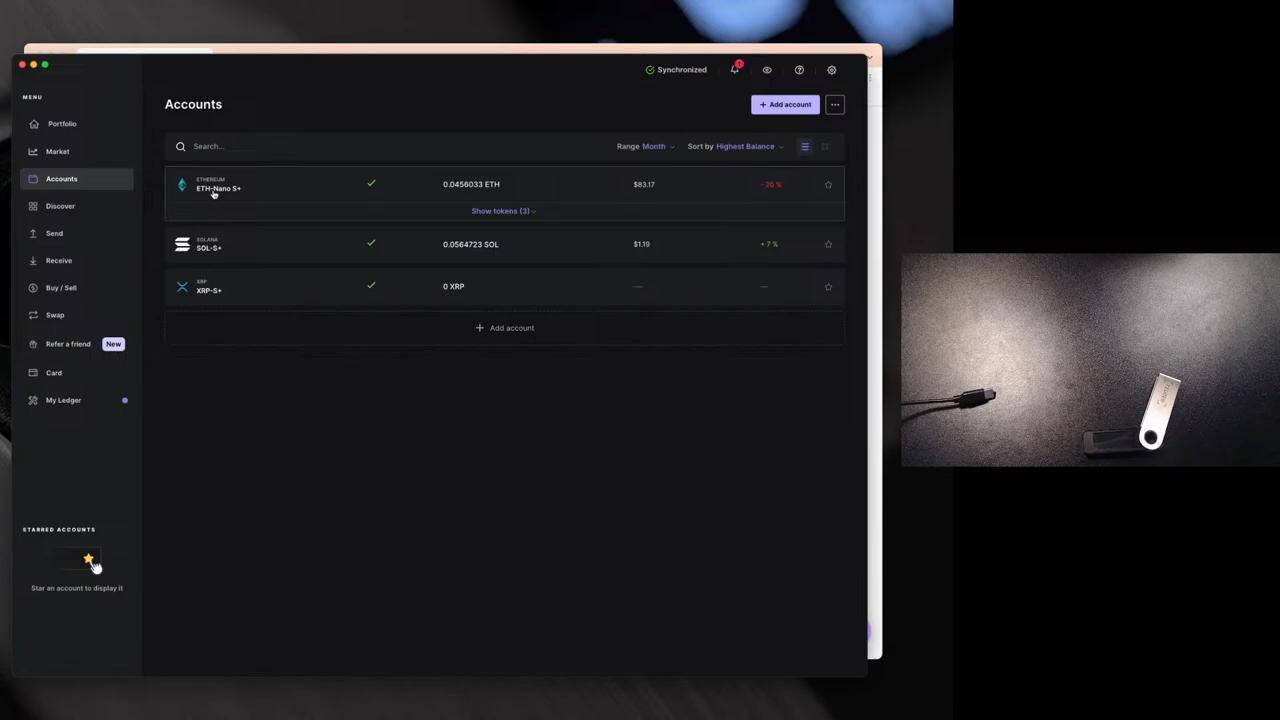 Synchronized
1
MENU
Portfolio
Market
Accounts
Discover
Send
Receive
Buy / Sell
Swap
Refer a friend New
Card
My Ledger
STARRED ACCOUNTS
Star an account to display it
Accounts
+ Add account
Search...
Range Month
Sort by Highest Balance
ETHEREUM
ETH-Nano S+
0.0456033 ETH
$83.17
- 20 %
Show tokens (3)
SOLANA
SOL-S+
0.0564723 SOL
$1.19
+ 7 %
XRP
XRP-S+
0 XRP
—
—
+ Add account